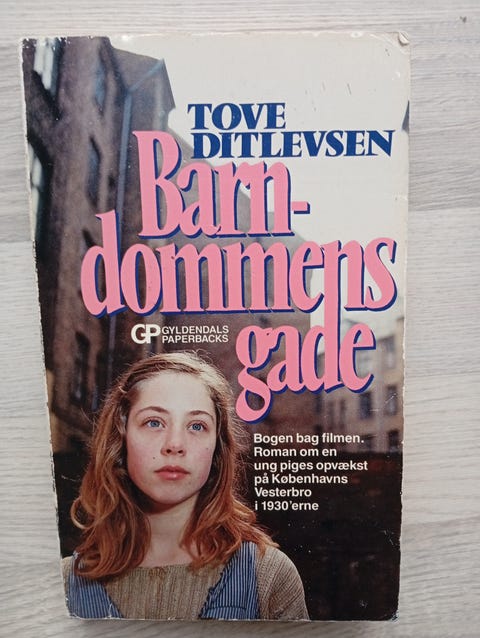 TOVE
DITLEVSEN
Barn-
dommens
gade
GP GYLDENDALS
PAPERBACKS
Bogen bag filmen.
Roman om en
ung piges opvækst
på Københavns
Vesterbro
i 1930'erne